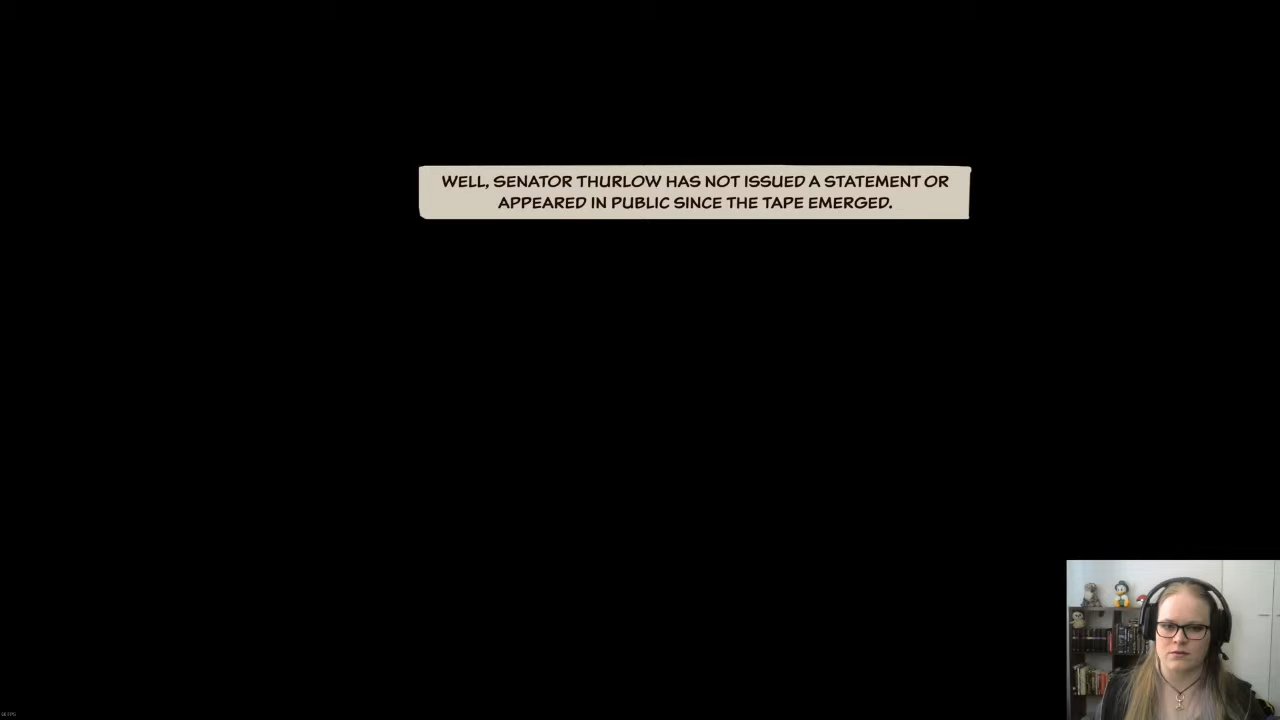 WELL, SENATOR THURLOW HAS NOT ISSUED A STATEMENT OR
APPEARED IN PUBLIC SINCE THE TAPE EMERGED.